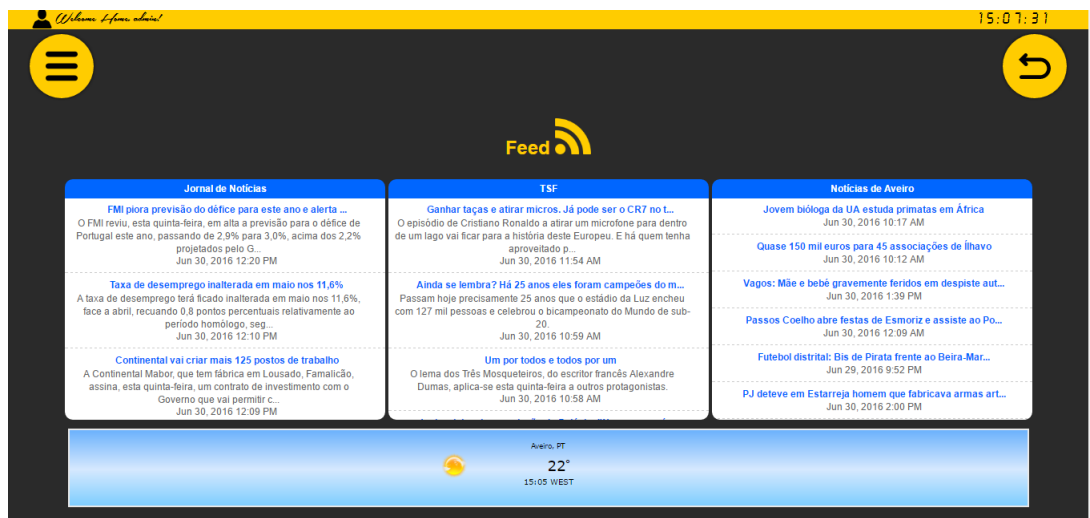 Welcome Home, admin!
15:07:31
Feed
Jornal de Notícias
FMI piora previsão do défice para este ano e alerta ...
O FMI reviu, esta quinta-feira, em alta a previsão para o défice de
Portugal este ano, passando de 2,9% para 3,0%, acima dos 2,2%
projetados pelo G...
Jun 30, 2016 12:20 PM
Taxa de desemprego inalterada em maio nos 11,6%
A taxa de desemprego terá ficado inalterada em maio nos 11,6%,
face a abril, recuando 0,8 pontos percentuais relativamente ao
período homólogo, seg...
Jun 30, 2016 12:10 PM
Continental vai criar mais 125 postos de trabalho
A Continental Mabor, que tem fábrica em Lousado, Famalicão,
assina, esta quinta-feira, um contrato de investimento com o
Governo que vai permitir c...
Jun 30, 2016 12:09 PM
TSF
Ganhar taças e atirar micros. Já pode ser o CR7 no t...
O episódio de Cristiano Ronaldo a atirar um microfone para dentro
de um lago vai ficar para a história deste Europeu. E há quem tenha
aproveitado p...
Jun 30, 2016 11:54 AM
Ainda se lembra? Há 25 anos eles foram campeões do m...
Passam hoje precisamente 25 anos que o estádio da Luz encheu
com 127 mil pessoas e celebrou o bicampeonato do Mundo de sub-
20.
Jun 30, 2016 10:59 AM
Um por todos e todos por um
O lema dos Três Mosqueteiros, do escritor francês Alexandre
Dumas, aplica-se esta quinta-feira a outros protagonistas.
Jun 30, 2016 10:58 AM
Notícias de Aveiro
Jovem bióloga da UA estuda primatas em África
Jun 30, 2016 10:17 AM
Quase 150 mil euros para 45 associações de Ílhavo
Jun 30, 2016 10:12 AM
Vagos: Mãe e bebé gravemente feridos em despiste aut...
Jun 30, 2016 1:39 PM
Passos Coelho abre festas de Esmoriz e assiste ao Po...
Jun 30, 2016 12:09 AM
Futebol distrital: Bis de Pirata frente ao Beira-Mar...
Jun 29, 2016 9:52 PM
PJ deteve em Estarreja homem que fabricava armas art...
Jun 30, 2016 2:00 PM
Aveiro, PT
22°
15:05 WEST